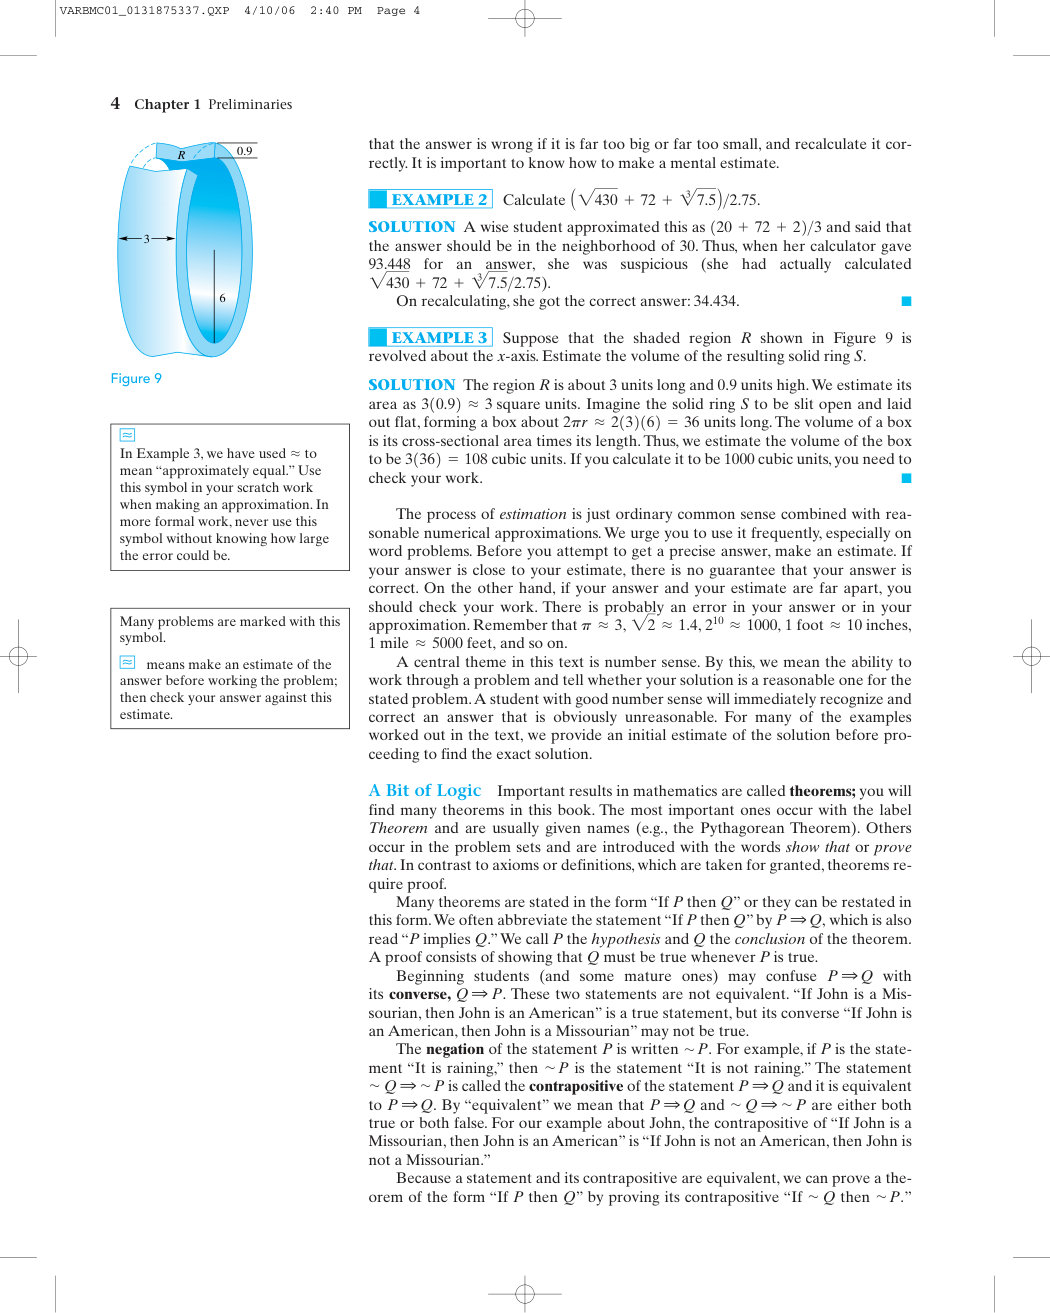 VARBMC01_0131875337.QXP 4/10/06 2:40 PM Page 4
4 Chapter 1 Preliminaries
R
0.9
3
6
Figure 9
≈
In Example 3, we have used ≈ to
mean “approximately equal.” Use
this symbol in your scratch work
when making an approximation. In
more formal work, never use this
symbol without knowing how large
the error could be.
Many problems are marked with this
symbol.
≈ means make an estimate of the
answer before working the problem;
then check your answer against this
estimate.
that the answer is wrong if it is far too big or far too small, and recalculate it cor-
rectly. It is important to know how to make a mental estimate.
EXAMPLE 2 Calculate (√430 + 72 + ∛7.5)/2.75.
SOLUTION A wise student approximated this as (20 + 72 + 2)/3 and said that
the answer should be in the neighborhood of 30. Thus, when her calculator gave
93.448 for an answer, she was suspicious (she had actually calculated
√430 + 72 + ∛7.5/2.75).
On recalculating, she got the correct answer: 34.434.
EXAMPLE 3 Suppose that the shaded region R shown in Figure 9 is
revolved about the x-axis. Estimate the volume of the resulting solid ring S.
SOLUTION The region R is about 3 units long and 0.9 units high. We estimate its
area as 3(0.9) ≈ 3 square units. Imagine the solid ring S to be slit open and laid
out flat, forming a box about 2πr ≈ 2(3)(6) = 36 units long. The volume of a box
is its cross-sectional area times its length. Thus, we estimate the volume of the box
to be 3(36) = 108 cubic units. If you calculate it to be 1000 cubic units, you need to
check your work.
The process of estimation is just ordinary common sense combined with rea-
sonable numerical approximations. We urge you to use it frequently, especially on
word problems. Before you attempt to get a precise answer, make an estimate. If
your answer is close to your estimate, there is no guarantee that your answer is
correct. On the other hand, if your answer and your estimate are far apart, you
should check your work. There is probably an error in your answer or in your
approximation. Remember that π ≈ 3, √2 ≈ 1.4, 2¹⁰ ≈ 1000, 1 foot ≈ 10 inches,
1 mile ≈ 5000 feet, and so on.
A central theme in this text is number sense. By this, we mean the ability to
work through a problem and tell whether your solution is a reasonable one for the
stated problem. A student with good number sense will immediately recognize and
correct an answer that is obviously unreasonable. For many of the examples
worked out in the text, we provide an initial estimate of the solution before pro-
ceeding to find the exact solution.
A Bit of Logic Important results in mathematics are called theorems; you will
find many theorems in this book. The most important ones occur with the label
Theorem and are usually given names (e.g., the Pythagorean Theorem). Others
occur in the problem sets and are introduced with the words show that or prove
that. In contrast to axioms or definitions, which are taken for granted, theorems re-
quire proof.
Many theorems are stated in the form “If P then Q” or they can be restated in
this form. We often abbreviate the statement “If P then Q” by P ⇒ Q, which is also
read “P implies Q.” We call P the hypothesis and Q the conclusion of the theorem.
A proof consists of showing that Q must be true whenever P is true.
Beginning students (and some mature ones) may confuse P ⇒ Q with
its converse, Q ⇒ P. These two statements are not equivalent. “If John is a Mis-
sourian, then John is an American” is a true statement, but its converse “If John is
an American, then John is a Missourian” may not be true.
The negation of the statement P is written ~P. For example, if P is the state-
ment “It is raining,” then ~P is the statement “It is not raining.” The statement
~Q ⇒ ~P is called the contrapositive of the statement P ⇒ Q and it is equivalent
to P ⇒ Q. By “equivalent” we mean that P ⇒ Q and ~Q ⇒ ~P are either both
true or both false. For our example about John, the contrapositive of “If John is a
Missourian, then John is an American” is “If John is not an American, then John is
not a Missourian.”
Because a statement and its contrapositive are equivalent, we can prove a the-
orem of the form “If P then Q” by proving its contrapositive “If ~Q then ~P.”